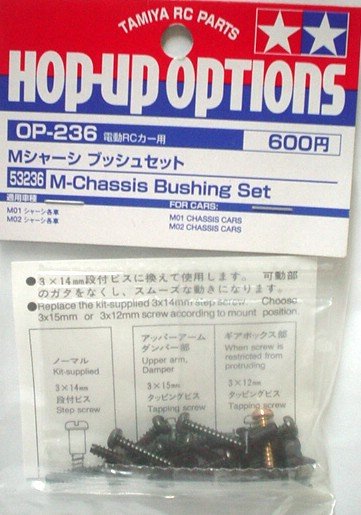 TAMIYA RC PARTS
HOP-UP OPTIONS
OP-236 電動RCカー用 600円
Mシャーシ ブッシュセット
53236 M-Chassis Bushing Set
適用車種 FOR CARS:
M01 シャーシ各車 M01 CHASSIS CARS
M02 シャーシ各車 M02 CHASSIS CARS
●3×14mm段付ビスに換えて使用します。可動部
のガタをなくし、スムーズな動きになります。
●Replace the kit-supplied 3x14mm step screw. Choose
3x15mm or 3x12mm screw according to mount position.
ノーマル
Kit-supplied
3×14mm
段付ビス
Step screw
アッパーアーム
ダンパー部
Upper arm,
Damper
3×15mm
タッピングビス
Tapping screw
ギアボックス部
When screw is
restricted from
protruding
3×12mm
タッピングビス
Tapping screw